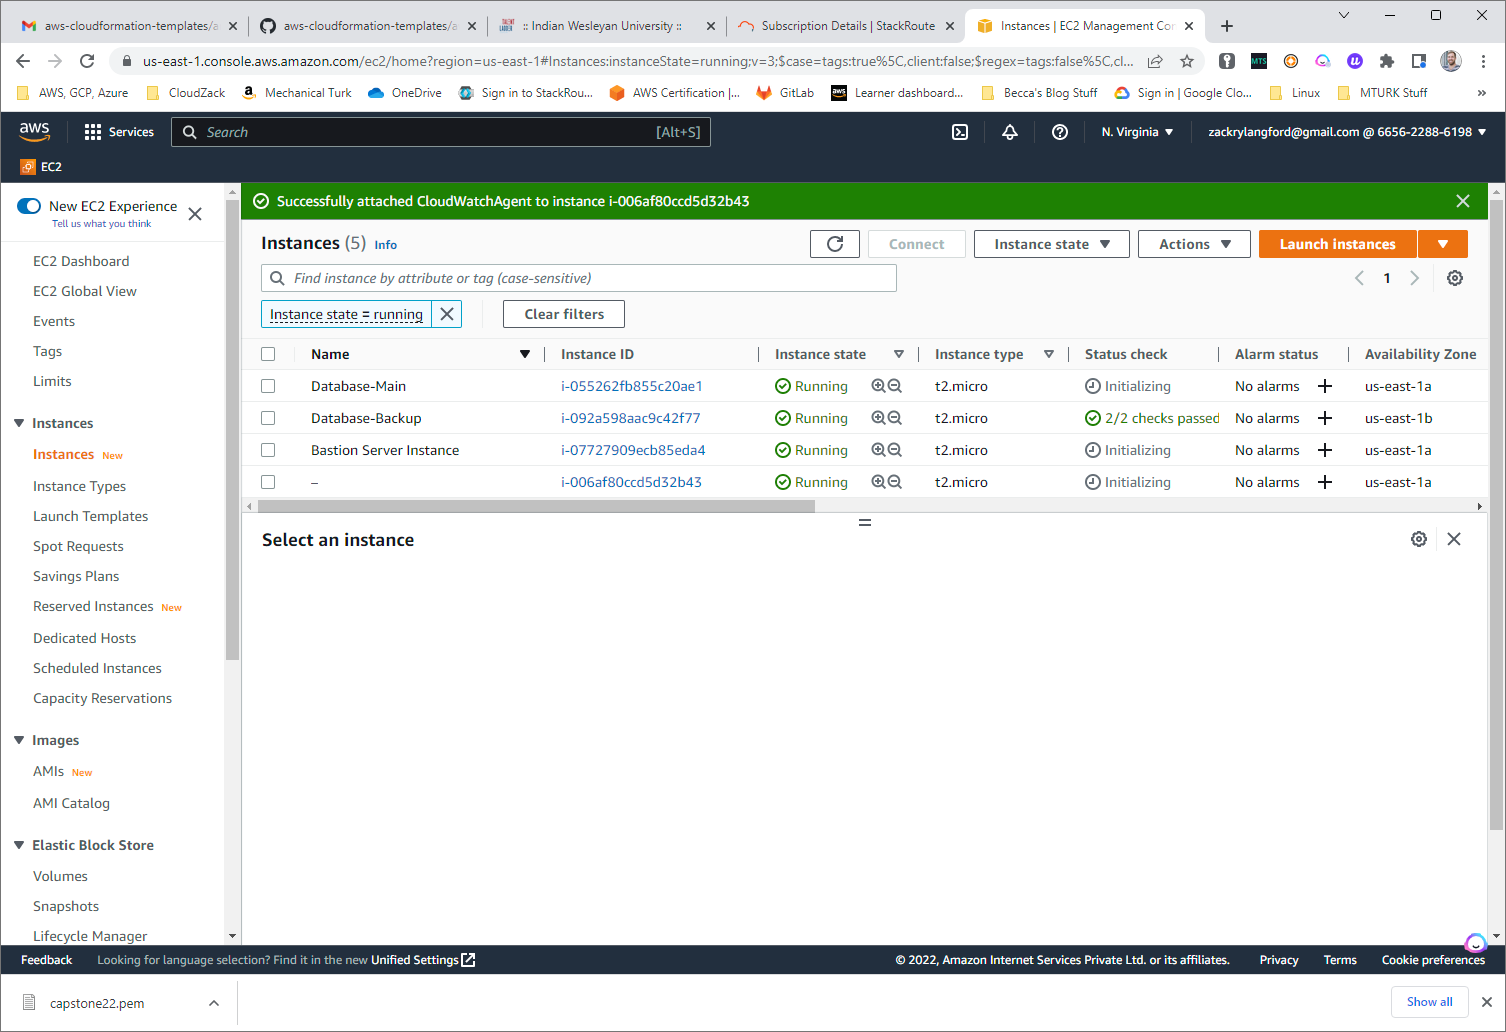 aws-cloudformation-templates/a
aws-cloudformation-templates/a
:: Indian Wesleyan University ::
Subscription Details | StackRoute
Instances | EC2 Management Con
us-east-1.console.aws.amazon.com/ec2/home?region=us-east-1#Instances:instanceState=running;v=3;$case=tags:true%5C,client:false;$regex=tags:false%5C,cl...
AWS, GCP, Azure
CloudZack
Mechanical Turk
OneDrive
Sign in to StackRou...
AWS Certification |...
GitLab
aws
Learner dashboard...
Becca's Blog Stuff
Sign in | Google Clo...
Linux
MTURK Stuff
»
aws
Services
Search
[Alt+S]
N. Virginia
zackrylangford@gmail.com @ 6656-2288-6198
EC2
New EC2 Experience
Tell us what you think
EC2 Dashboard
EC2 Global View
Events
Tags
Limits
Instances
Instances New
Instance Types
Launch Templates
Spot Requests
Savings Plans
Reserved Instances New
Dedicated Hosts
Scheduled Instances
Capacity Reservations
Images
AMIs New
AMI Catalog
Elastic Block Store
Volumes
Snapshots
Lifecycle Manager
Successfully attached CloudWatchAgent to instance i-006af80ccd5d32b43
Instances (5) Info
Connect
Instance state
Actions
Launch instances
Find instance by attribute or tag (case-sensitive)
1
Instance state = running
Clear filters
Name Instance ID Instance state Instance type Status check Alarm status Availability Zone
Database-Main i-055262fb855c20ae1 Running t2.micro Initializing No alarms + us-east-1a
Database-Backup i-092a598aac9c42f77 Running t2.micro 2/2 checks passed No alarms + us-east-1b
Bastion Server Instance i-07727909ecb85eda4 Running t2.micro Initializing No alarms + us-east-1a
– i-006af80ccd5d32b43 Running t2.micro Initializing No alarms + us-east-1a
Select an instance
Feedback
Looking for language selection? Find it in the new Unified Settings
© 2022, Amazon Internet Services Private Ltd. or its affiliates.
Privacy
Terms
Cookie preferences
capstone22.pem
Show all